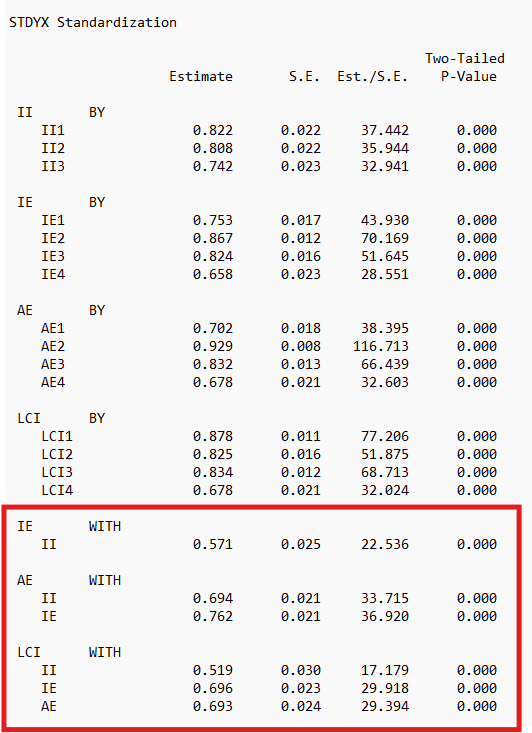 STDYX Standardization
Two-Tailed
Estimate S.E. Est./S.E. P-Value
II BY
II1 0.822 0.022 37.442 0.000
II2 0.808 0.022 35.944 0.000
II3 0.742 0.023 32.941 0.000
IE BY
IE1 0.753 0.017 43.930 0.000
IE2 0.867 0.012 70.169 0.000
IE3 0.824 0.016 51.645 0.000
IE4 0.658 0.023 28.551 0.000
AE BY
AE1 0.702 0.018 38.395 0.000
AE2 0.929 0.008 116.713 0.000
AE3 0.832 0.013 66.439 0.000
AE4 0.678 0.021 32.603 0.000
LCI BY
LCI1 0.878 0.011 77.206 0.000
LCI2 0.825 0.016 51.875 0.000
LCI3 0.834 0.012 68.713 0.000
LCI4 0.678 0.021 32.024 0.000
IE WITH
II 0.571 0.025 22.536 0.000
AE WITH
II 0.694 0.021 33.715 0.000
IE 0.762 0.021 36.920 0.000
LCI WITH
II 0.519 0.030 17.179 0.000
IE 0.696 0.023 29.918 0.000
AE 0.693 0.024 29.394 0.000